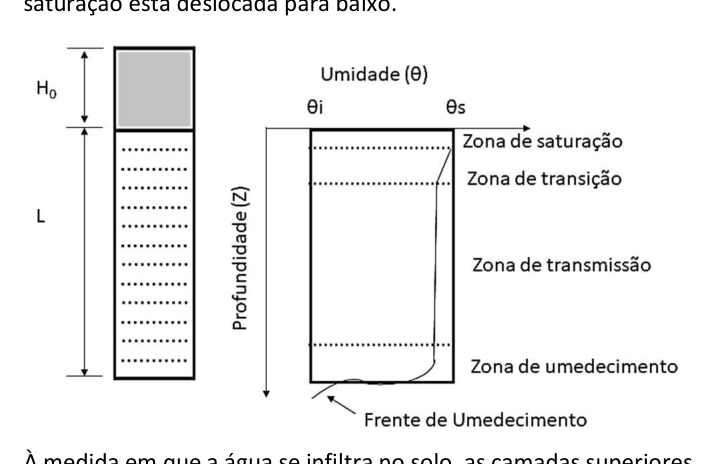 saturação está deslocada para baixo.
H0
L
Umidade (θ)
θi θs
Profundidade (Z)
Zona de saturação
Zona de transição
Zona de transmissão
Zona de umedecimento
Frente de Umedecimento
À medida em que a água se infiltra no solo, as camadas superiores